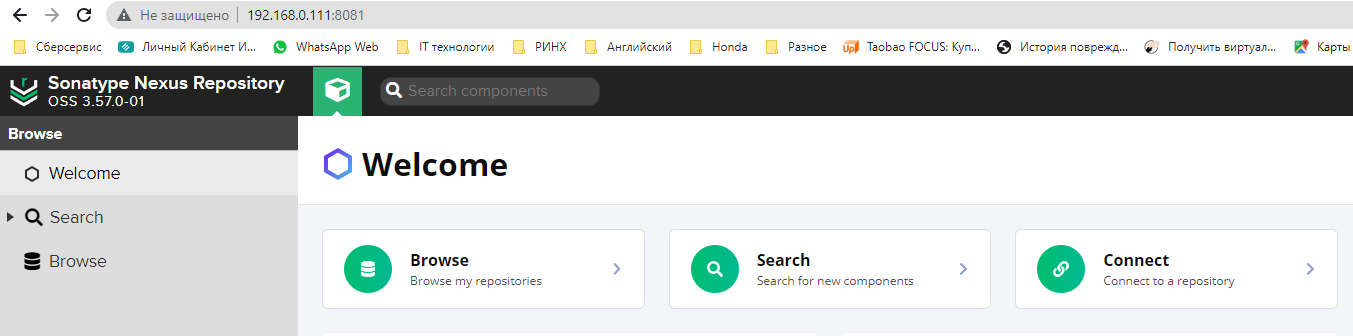 Не защищено 192.168.0.111:8081
Сберсервис Личный Кабинет И... WhatsApp Web IT технологии РИНХ Английский Honda Разное Taobao FOCUS: Куп... История поврежд... Получить виртуал... Карты
Sonatype Nexus Repository
OSS 3.57.0-01
Search components
Browse
Welcome
Search
Browse
Welcome
Browse
Browse my repositories
Search
Search for new components
Connect
Connect to a repository